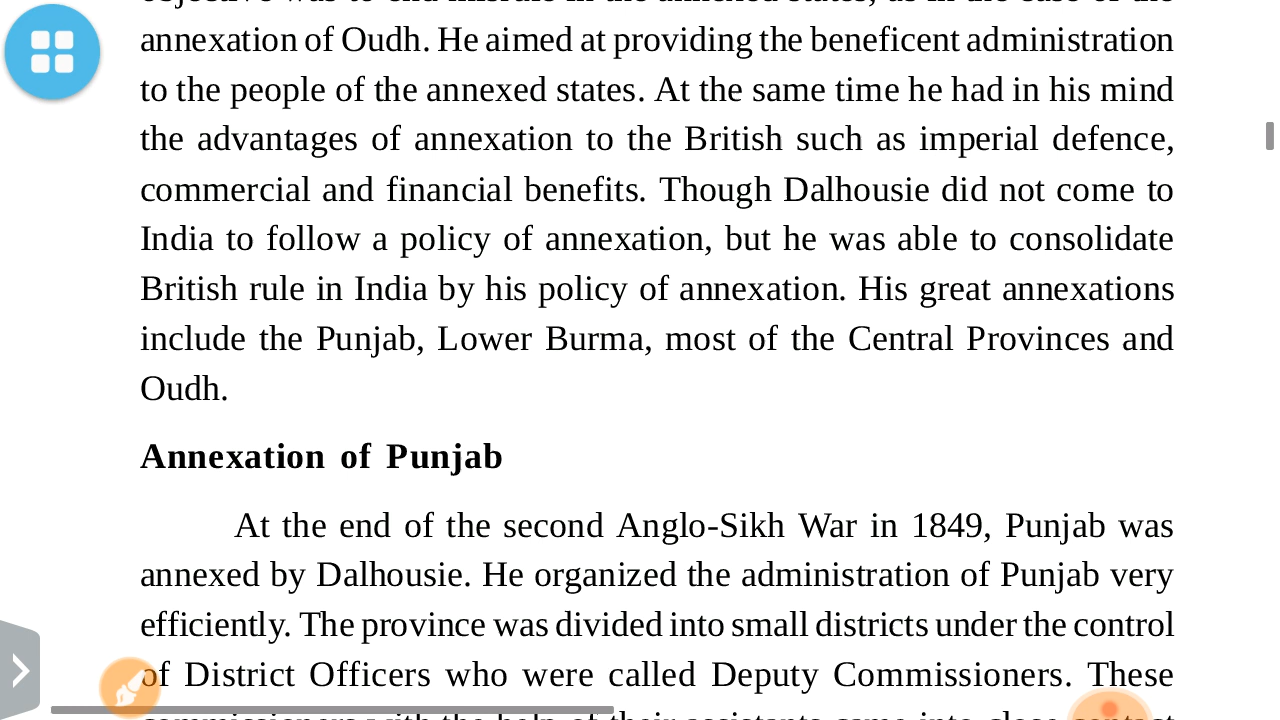 annexation of Oudh. He aimed at providing the beneficent administration
to the people of the annexed states. At the same time he had in his mind
the advantages of annexation to the British such as imperial defence,
commercial and financial benefits. Though Dalhousie did not come to
India to follow a policy of annexation, but he was able to consolidate
British rule in India by his policy of annexation. His great annexations
include the Punjab, Lower Burma, most of the Central Provinces and
Oudh.
Annexation of Punjab
At the end of the second Anglo-Sikh War in 1849, Punjab was
annexed by Dalhousie. He organized the administration of Punjab very
efficiently. The province was divided into small districts under the control
of District Officers who were called Deputy Commissioners. These